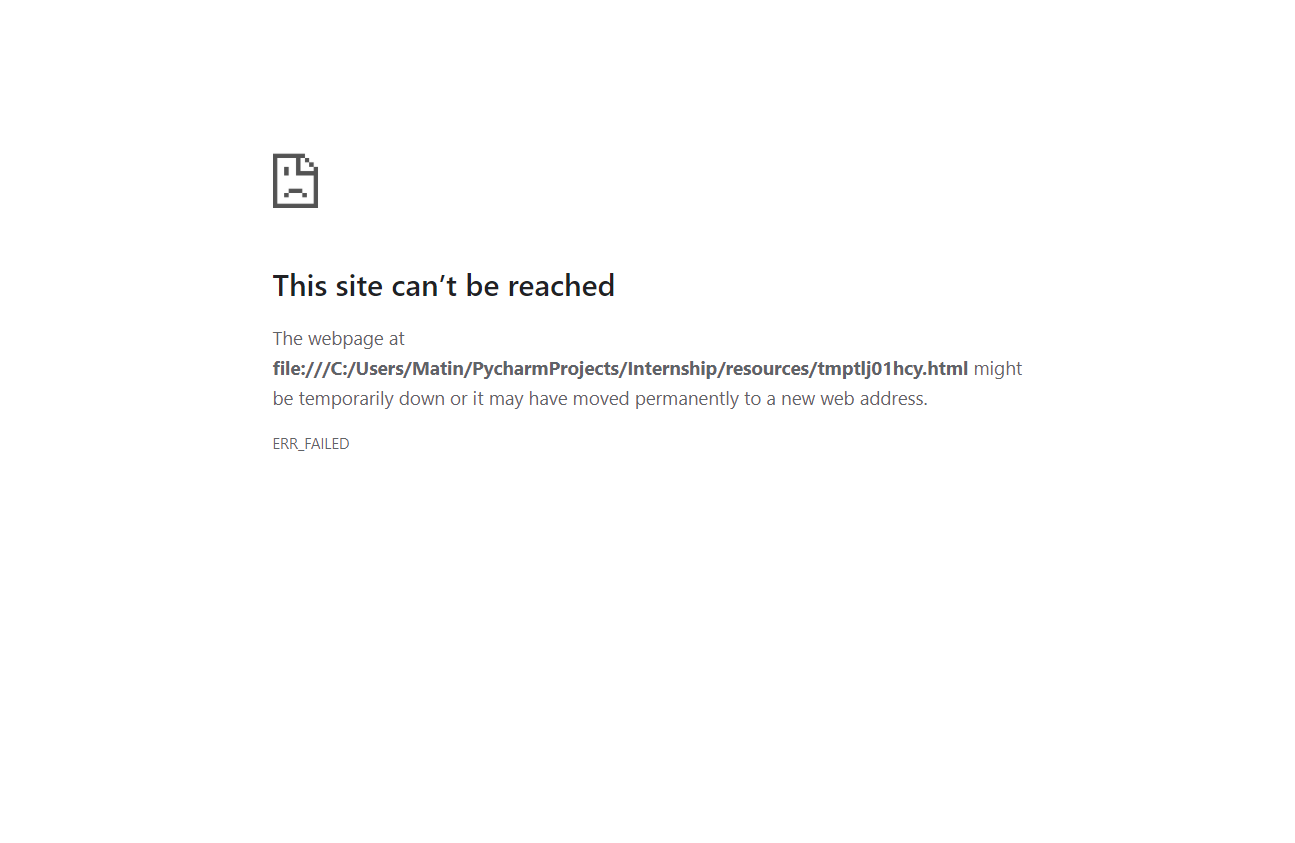 This site can’t be reached
The webpage at
file:///C:/Users/Matin/PycharmProjects/Internship/resources/tmptlj01hcy.html might
be temporarily down or it may have moved permanently to a new web address.
ERR_FAILED